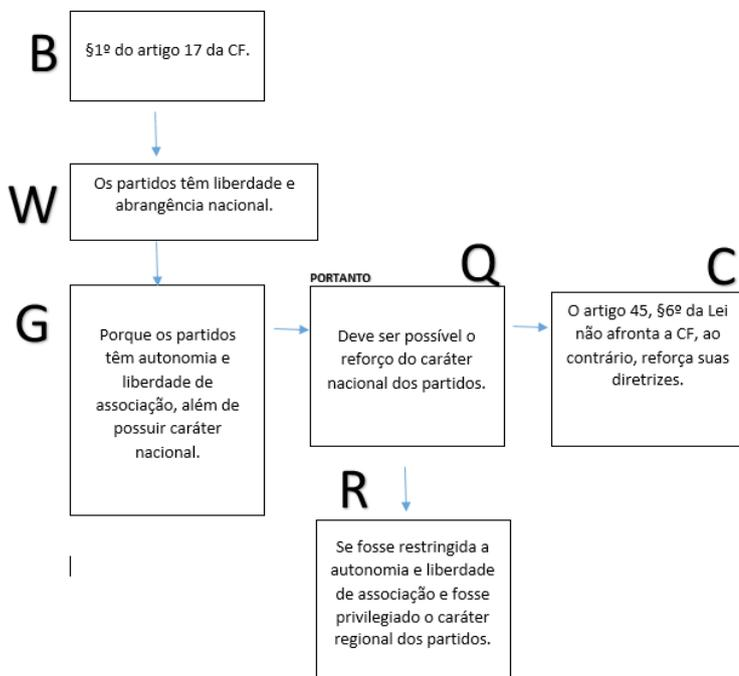 B
§1º do artigo 17 da CF.
W
Os partidos têm liberdade e
abrangência nacional.
G
Porque os partidos
têm autonomia e
liberdade de
associação, além de
possuir caráter
nacional.
PORTANTO
Q
Deve ser possível o
reforço do caráter
nacional dos partidos.
C
O artigo 45, §6º da Lei
não afronta a CF, ao
contrário, reforça suas
diretrizes.
R
Se fosse restringida a
autonomia e liberdade
de associação e fosse
privilegiado o caráter
regional dos partidos.